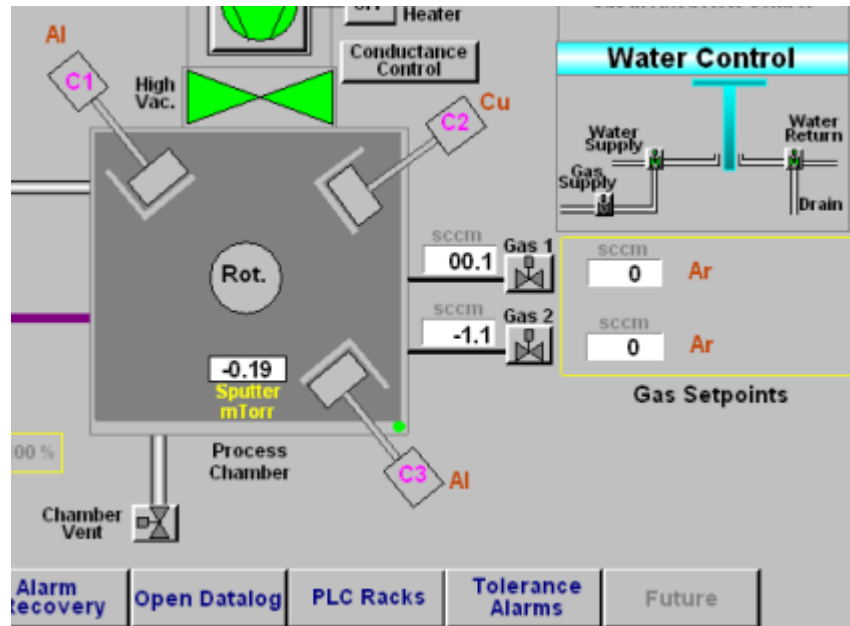 Heater
Al
Conductance
Control
Water Control
C1
High
Vac.
Cu
C2
Water
Supply
Water
Return
Gas
Supply
Drain
sccm
Gas 1
sccm
00.1
0
Ar
Rot.
sccm
Gas 2
sccm
-1.1
0
Ar
-0.19
Sputter
mTorr
Gas Setpoints
00 %
Process
Chamber
C3
Al
Chamber
Vent
Alarm
Recovery
Open Datalog
PLC Racks
Tolerance
Alarms
Future